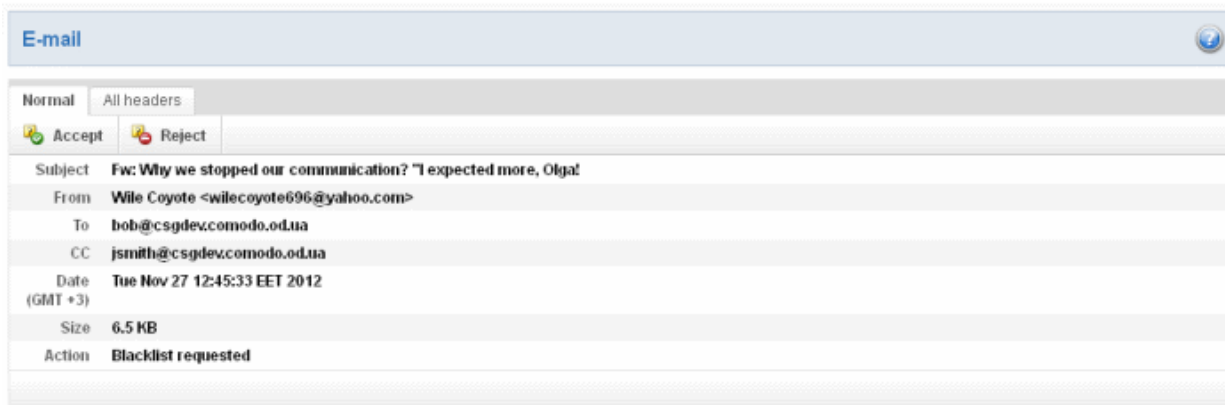 E-mail
Normal All headers
Accept Reject
Subject Fw: Why we stopped our communication? "I expected more, Olga!
From Wile Coyote <wilecoyote696@yahoo.com>
To bob@csgdev.comodo.od.ua
CC jsmith@csgdev.comodo.od.ua
Date Tue Nov 27 12:45:33 EET 2012
(GMT +3)
Size 6.5 KB
Action Blacklist requested